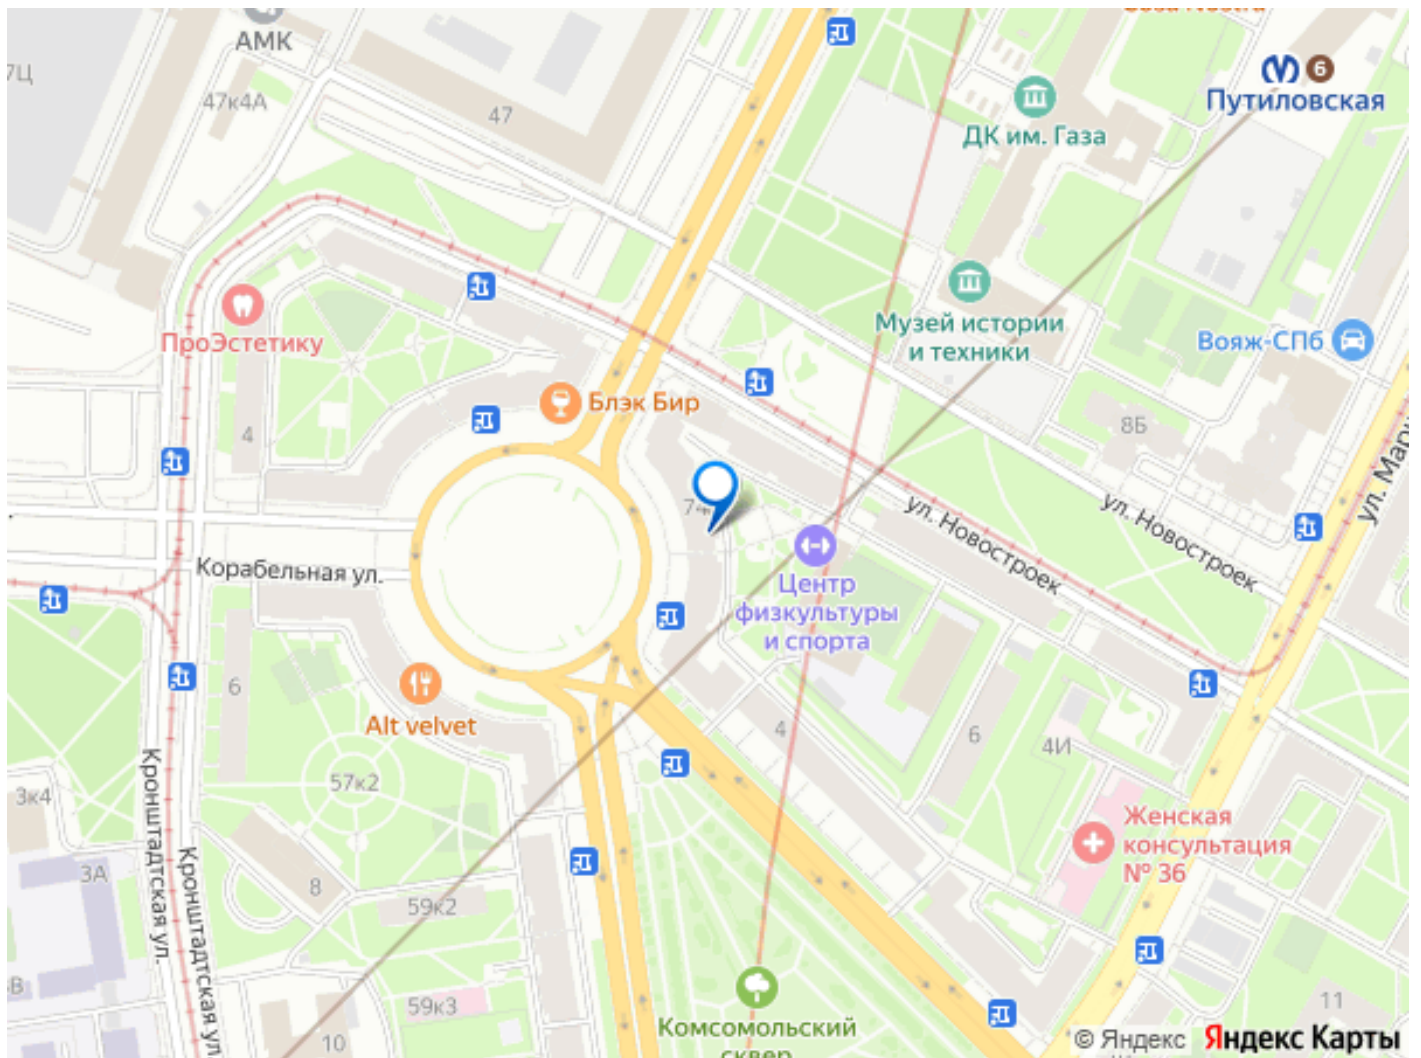 АМК
47к4А
47
ДК им. Газа
6
Путиловская
Музей истории
и техники
Вояж-СПб
ПроЭстетику
Блэк Бир
4
8Б
ул. Новостроек
ул. Новостроек
Корабельная ул.
Центр
физкультуры
и спорта
6
Alt velvet
4
6
4И
57к2
3к4
Кронштадтская ул.
Кронштадтская ул.
3А
8
59к2
Женская
консультация
№ 36
59к3
10
11
Комсомольский
сквер
© Яндекс Яндекс Карты